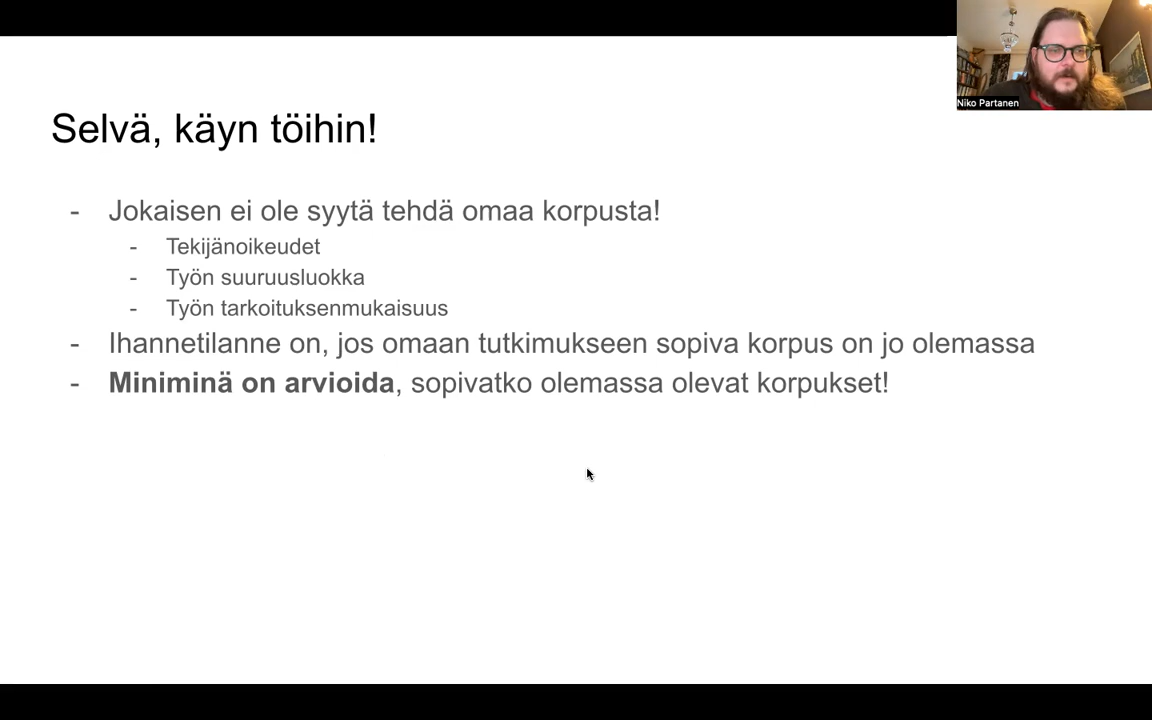 Niko Partanen
Selvä, käyn töihin!
- Jokaisen ei ole syytä tehdä omaa korpusta!
- Tekijänoikeudet
- Työn suuruusluokka
- Työn tarkoituksenmukaisuus
- Ihannetilanne on, jos omaan tutkimukseen sopiva korpus on jo olemassa
- Miniminä on arvioida, sopivatko olemassa olevat korpukset!